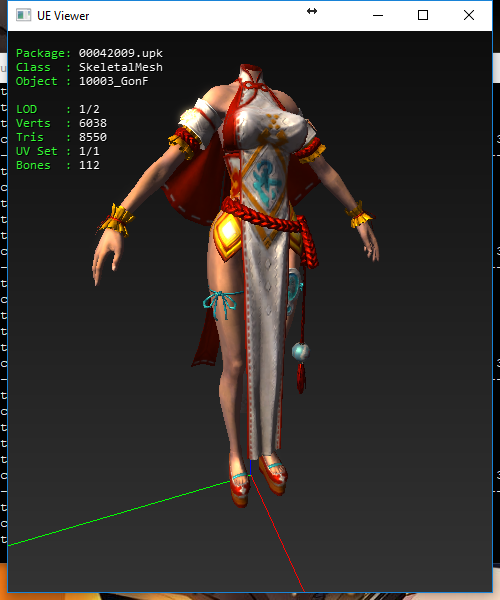 UE Viewer
Package: 00042009.upk
Class : SkeletalMesh
Object : 10003_GonF
LOD : 1/2
Verts : 6038
Tris : 8550
UV Set : 1/1
Bones : 112